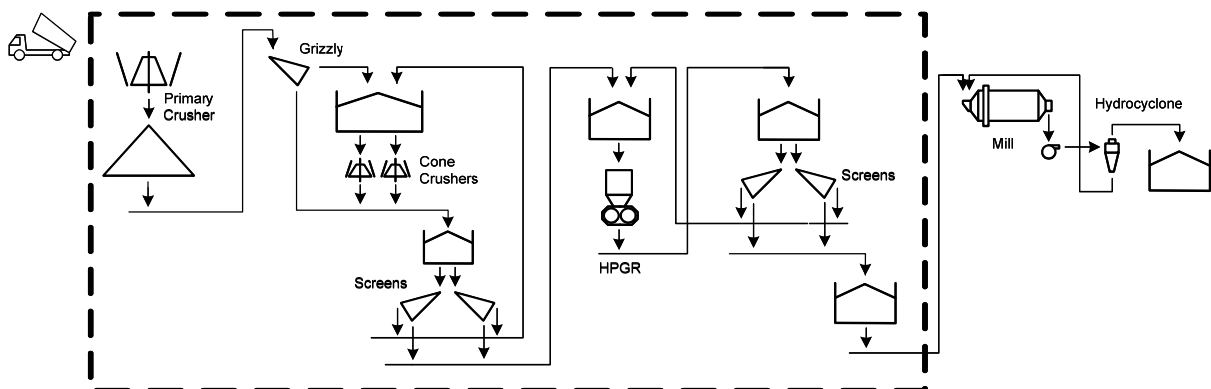 Grizzly
Primary
Crusher
Cone
Crushers
Screens
HPGR
Screens
Mill
Hydrocyclone